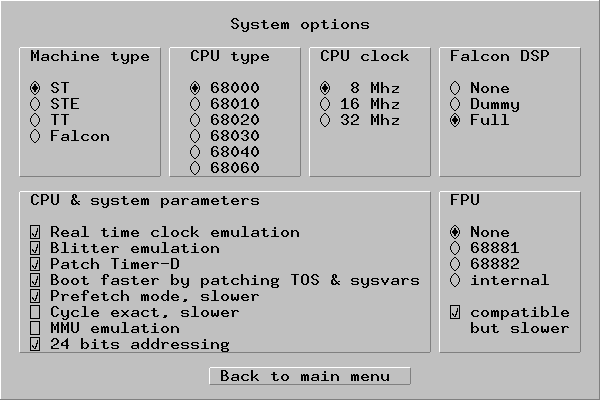 System options
Machine type
ST
STE
TT
Falcon
CPU type
68000
68010
68020
68030
68040
68060
CPU clock
8 Mhz
16 Mhz
32 Mhz
Falcon DSP
None
Dummy
Full
CPU & system parameters
Real time clock emulation
Blitter emulation
Patch Timer-D
Boot faster by patching TOS & sysvars
Prefetch mode, slower
Cycle exact, slower
MMU emulation
24 bits addressing
FPU
None
68881
68882
internal
compatible
but slower
Back to main menu